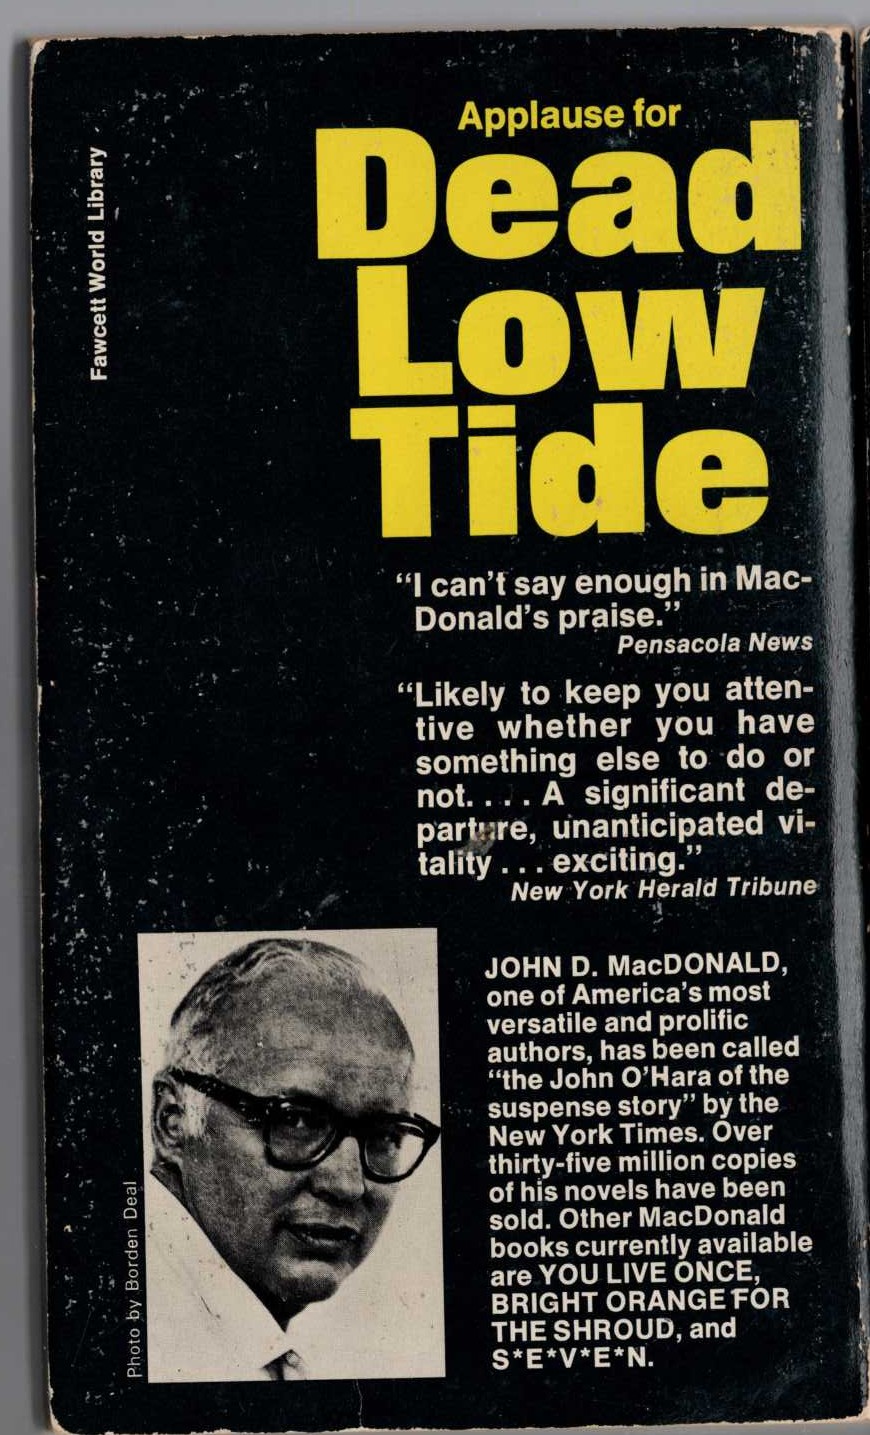 Fawcett World Library
Applause for
Dead
Low
Tide
“I can’t say enough in Mac-
Donald’s praise.”
Pensacola News
“Likely to keep you atten-
tive whether you have
something else to do or
not. . . . A significant de-
parture, unanticipated vi-
tality . . . exciting.”
New York Herald Tribune
JOHN D. MacDONALD,
one of America’s most
versatile and prolific
authors, has been called
“the John O’Hara of the
suspense story” by the
New York Times. Over
thirty-five million copies
of his novels have been
sold. Other MacDonald
books currently available
are YOU LIVE ONCE,
BRIGHT ORANGE FOR
THE SHROUD, and
S*E*V*E*N.
Photo by Borden Deal